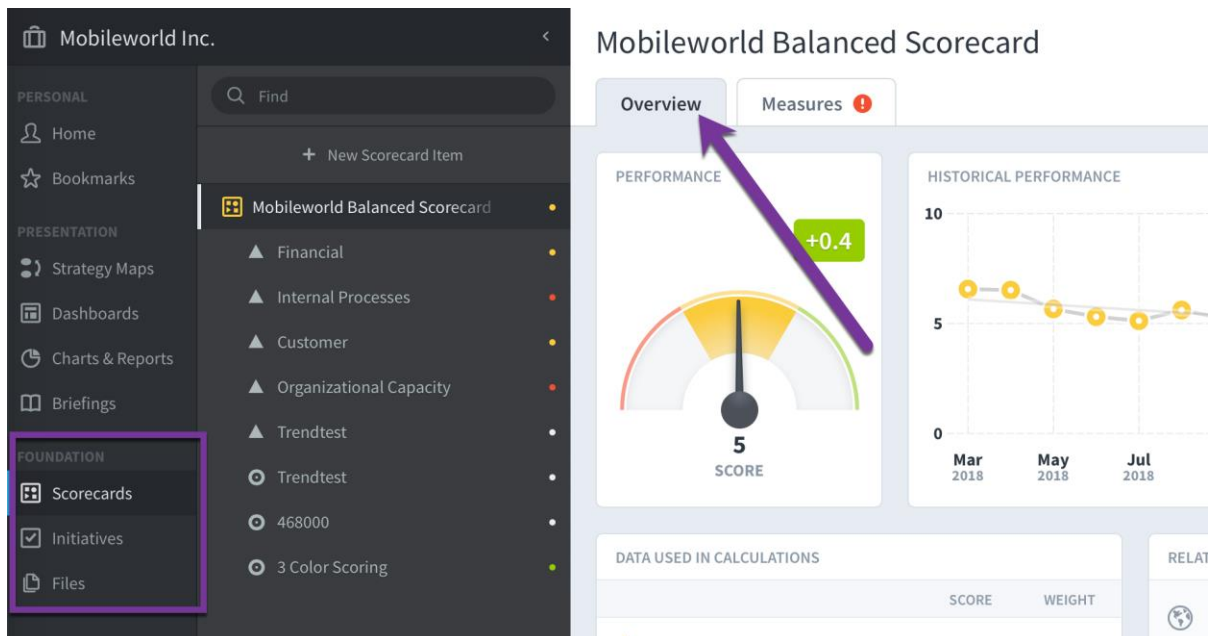 Mobileworld Inc.
PERSONAL
Home
Bookmarks
PRESENTATION
Strategy Maps
Dashboards
Charts & Reports
Briefings
FOUNDATION
Scorecards
Initiatives
Files
Find
+ New Scorecard Item
Mobileworld Balanced Scorecard
Financial
Internal Processes
Customer
Organizational Capacity
Trendtest
Trendtest
468000
3 Color Scoring
Mobileworld Balanced Scorecard
Overview
Measures
PERFORMANCE
+0.4
5
SCORE
HISTORICAL PERFORMANCE
10
5
0
Mar May Jul
2018 2018 2018
DATA USED IN CALCULATIONS
SCORE WEIGHT
RELAT